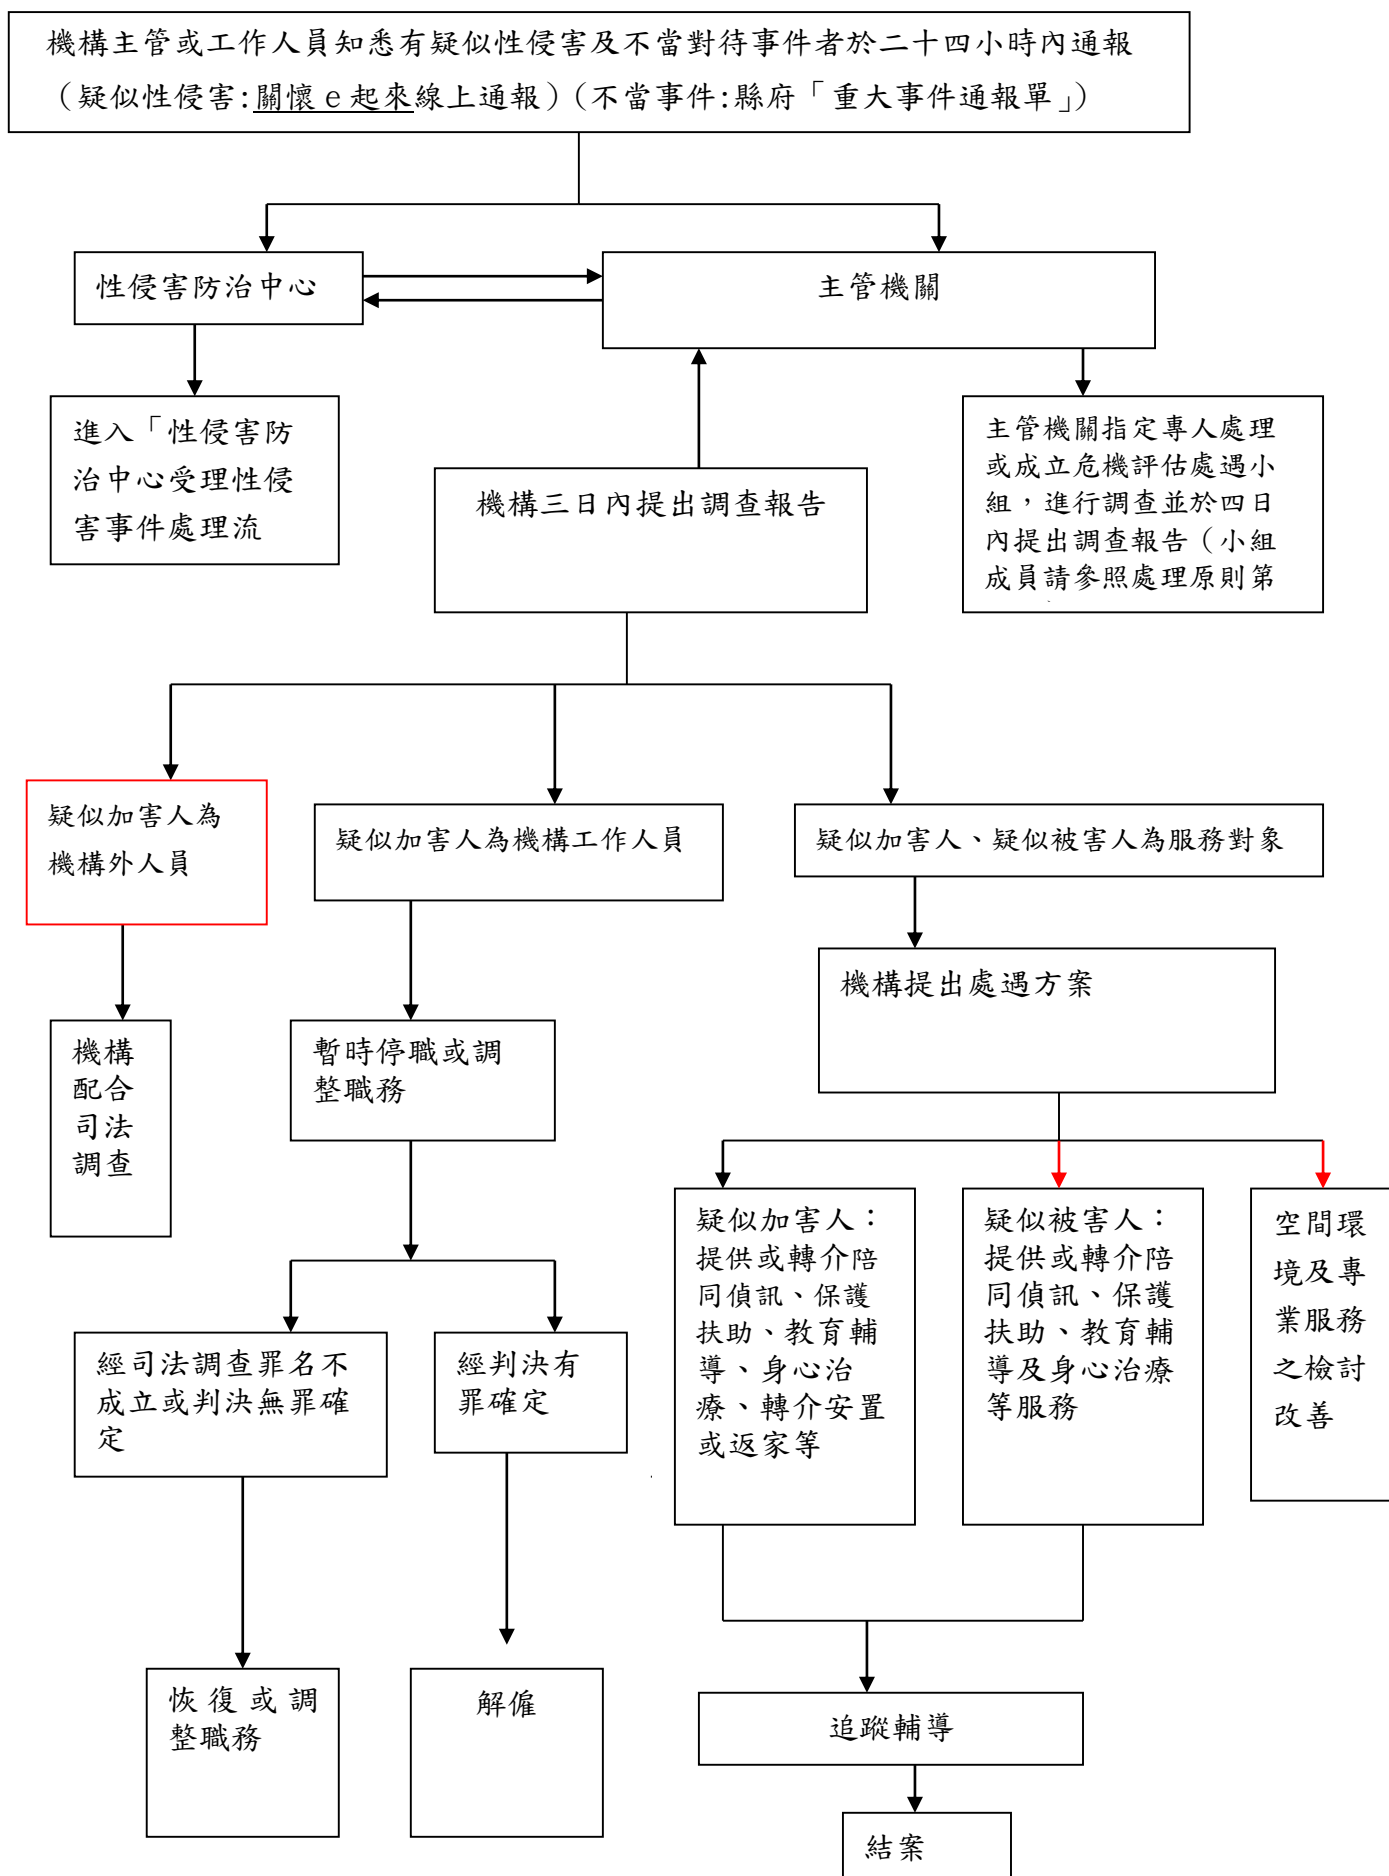 機構主管或工作人員知悉有疑似性侵害及不當對待事件者於二十四小時內通報
（疑似性侵害:關懷 e 起來線上通報）(不當事件:縣府「重大事件通報單」)
性侵害防治中心
主管機關
進入「性侵害防
治中心受理性侵
害事件處理流
機構三日內提出調查報告
主管機關指定專人處理
或成立危機評估處遇小
組，進行調查並於四日
內提出調查報告（小組
成員請參照處理原則第
疑似加害人為
機構外人員
疑似加害人為機構工作人員
疑似加害人、疑似被害人為服務對象
機構提出處遇方案
機構
配合
司法
調查
暫時停職或調
整職務
疑似加害人：
提供或轉介陪
同偵訊、保護
扶助、教育輔
導、身心治
療、轉介安置
或返家等
疑似被害人：
提供或轉介陪
同偵訊、保護
扶助、教育輔
導及身心治療
等服務
空間環
境及專
業服務
之檢討
改善
經司法調查罪名不
成立或判決無罪確
定
經判決有
罪確定
恢復或調
整職務
解僱
追蹤輔導
結案